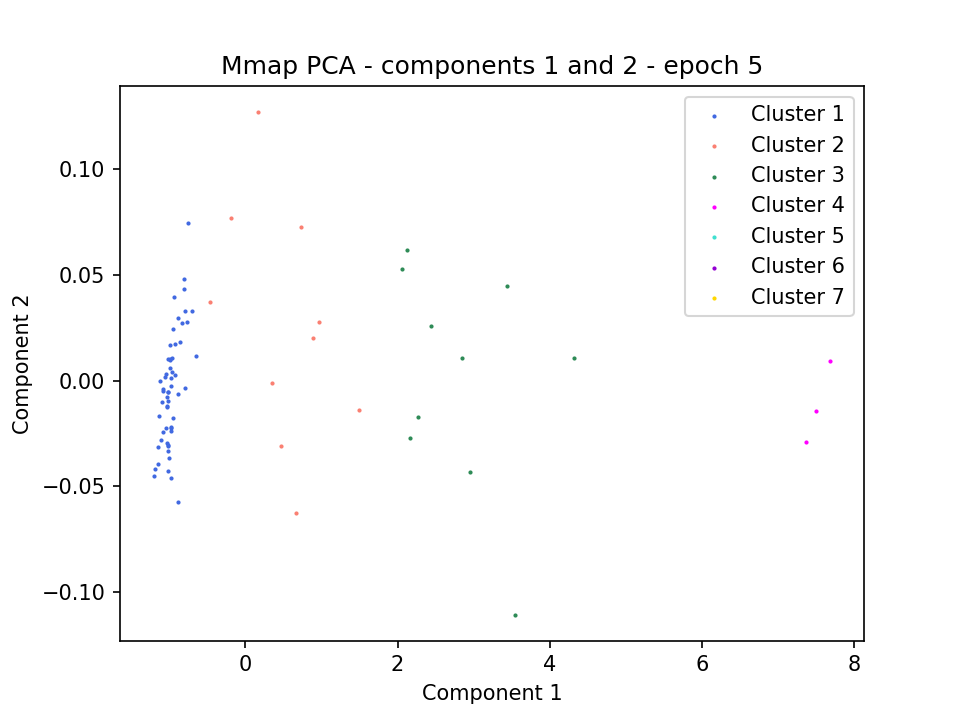 Mmap PCA - components 1 and 2 - epoch 5
Cluster 1
Cluster 2
Cluster 3
Cluster 4
Cluster 5
Cluster 6
Cluster 7
0.10
0.05
0.00
−0.05
−0.10
Component 2
0 2 4 6 8
Component 1